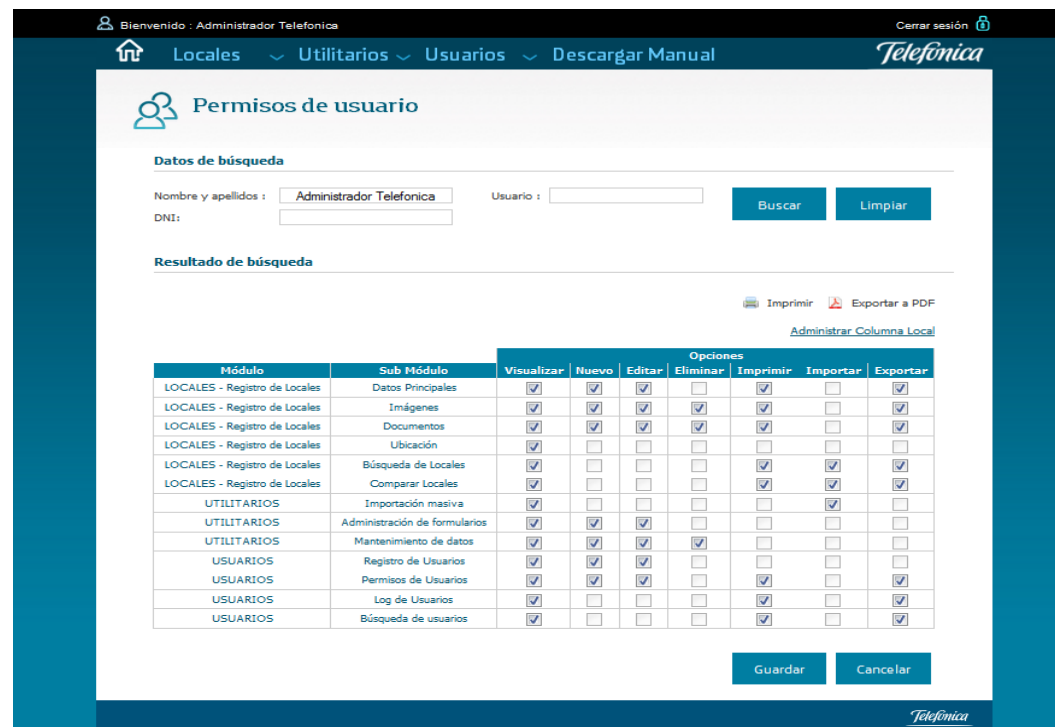 Bienvenido : Administrador Telefonica Cerrar sesión
Locales Utilitarios Usuarios Descargar Manual Telefónica
Permisos de usuario
Datos de búsqueda
Nombre y apellidos : Administrador Telefonica Usuario : Buscar Limpiar
DNI:
Resultado de búsqueda
Imprimir Exportar a PDF
Administrar Columna Local
Opciones
Módulo Sub Módulo Visualizar Nuevo Editar Eliminar Imprimir Importar Exportar
LOCALES - Registro de Locales Datos Principales
LOCALES - Registro de Locales Imágenes
LOCALES - Registro de Locales Documentos
LOCALES - Registro de Locales Ubicación
LOCALES - Registro de Locales Búsqueda de Locales
LOCALES - Registro de Locales Comparar Locales
UTILITARIOS Importación masiva
UTILITARIOS Administración de formularios
UTILITARIOS Mantenimiento de datos
USUARIOS Registro de Usuarios
USUARIOS Permisos de Usuarios
USUARIOS Log de Usuarios
USUARIOS Búsqueda de usuarios
Guardar Cancelar
Telefónica